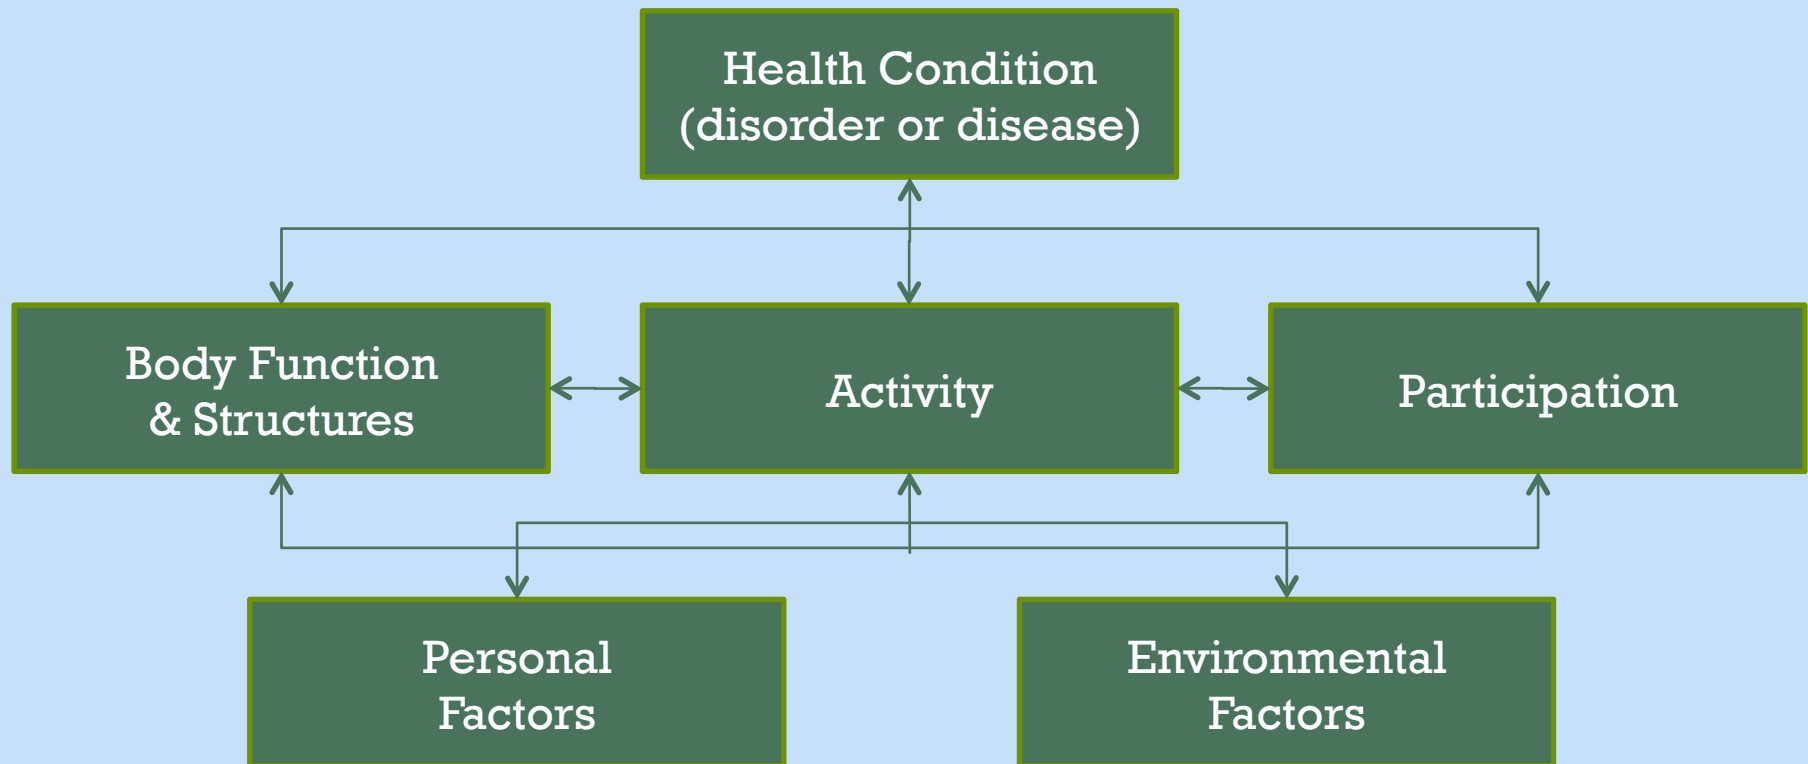 Health Condition
(disorder or disease)
Body Function
& Structures
Activity
Participation
Personal
Factors
Environmental
Factors